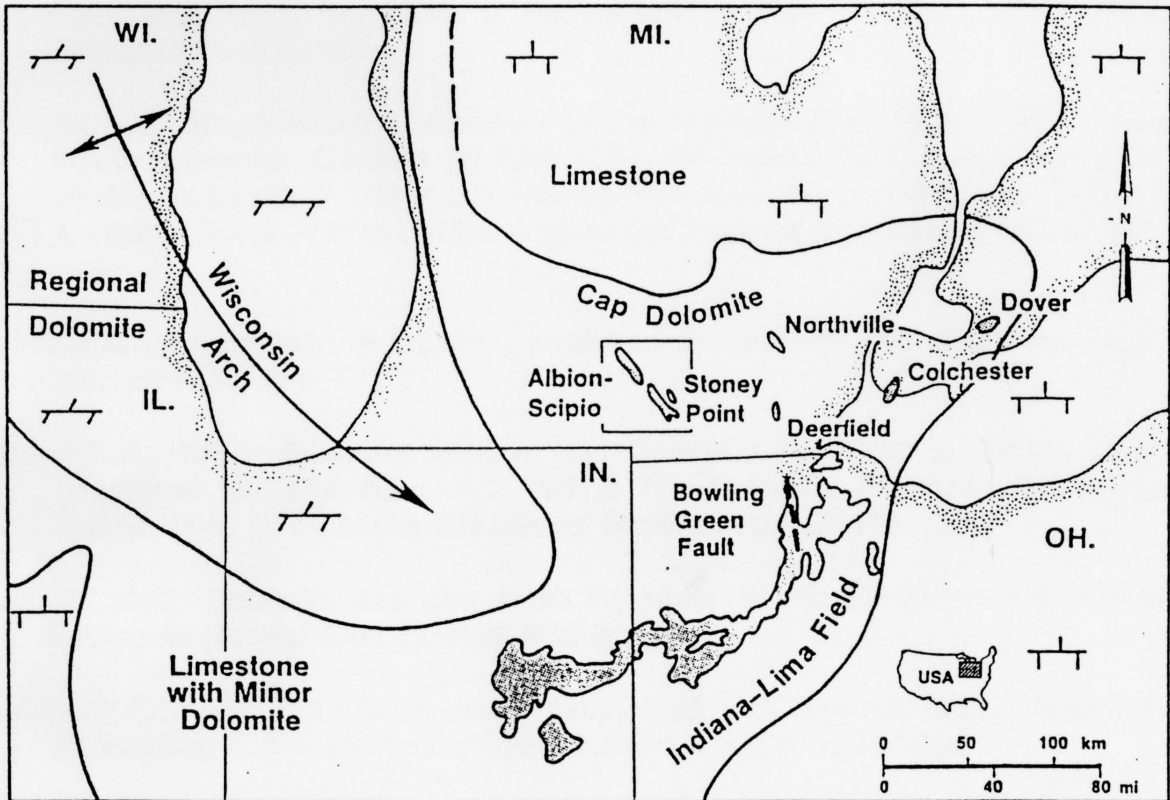 WI.
MI.
Limestone
N
Regional
Dolomite
Wisconsin
Arch
Cap Dolomite
Northville
Dover
Albion-
Scipio
Stoney
Point
Colchester
IL.
Deerfield
IN.
Bowling
Green
Fault
OH.
Limestone
with Minor
Dolomite
Indiana-Lima Field
USA
0 50 100 km
0 40 80 mi